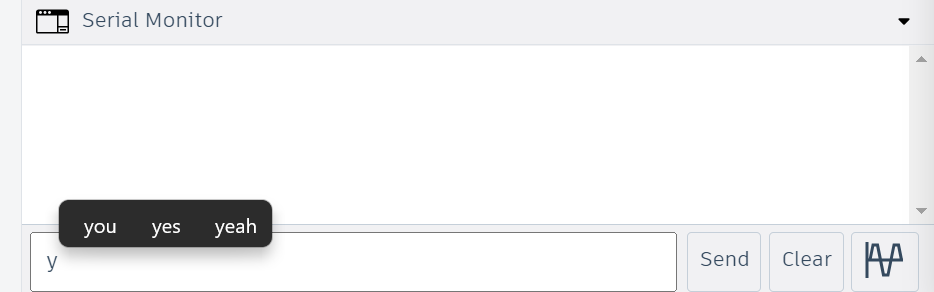 Serial Monitor
you yes yeah
y
Send Clear